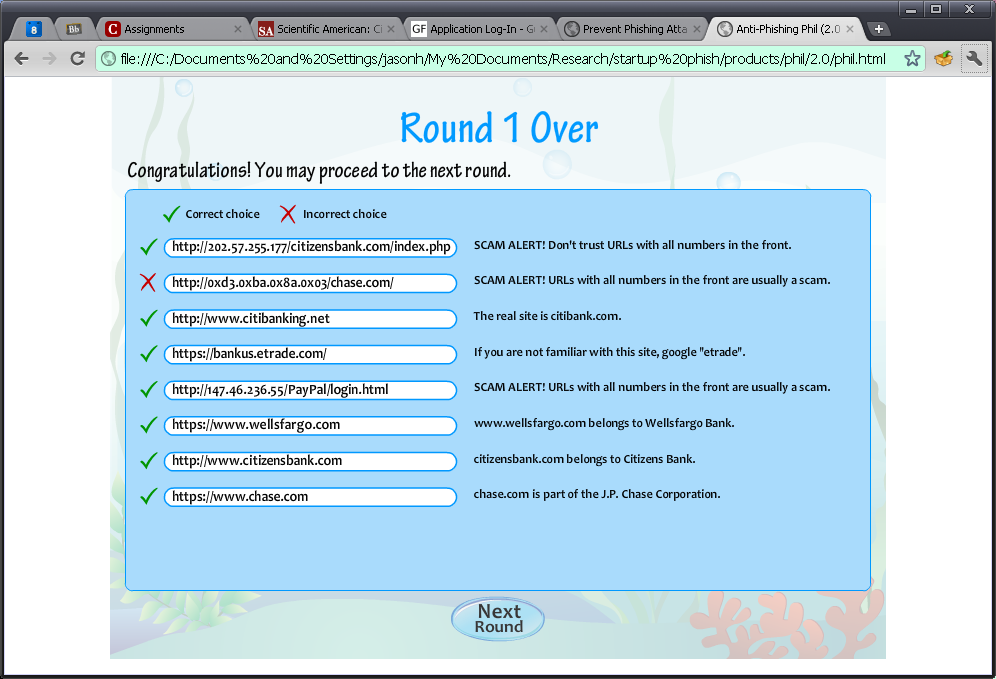 8
Bb
C Assignments
SA Scientific American: Ci
GF Application Log-In - G
Prevent Phishing Atta
Anti-Phishing Phil (2.0
file:///C:/Documents%20and%20Settings/jasonh/My%20Documents/Research/startup%20phish/products/phil/2.0/phil.html
Round 1 Over
Congratulations! You may proceed to the next round.
Correct choice Incorrect choice
http://202.57.255.177/citizensbank.com/index.php SCAM ALERT! Don't trust URLs with all numbers in the front.
http://0xd3.0xba.0x8a.0x03/chase.com/ SCAM ALERT! URLs with all numbers in the front are usually a scam.
http://www.citibanking.net The real site is citibank.com.
https://bankus.etrade.com/ If you are not familiar with this site, google "etrade".
http://147.46.236.55/PayPal/login.html SCAM ALERT! URLs with all numbers in the front are usually a scam.
https://www.wellsfargo.com www.wellsfargo.com belongs to Wellsfargo Bank.
http://www.citizensbank.com citizensbank.com belongs to Citizens Bank.
https://www.chase.com chase.com is part of the J.P. Chase Corporation.
Next
Round